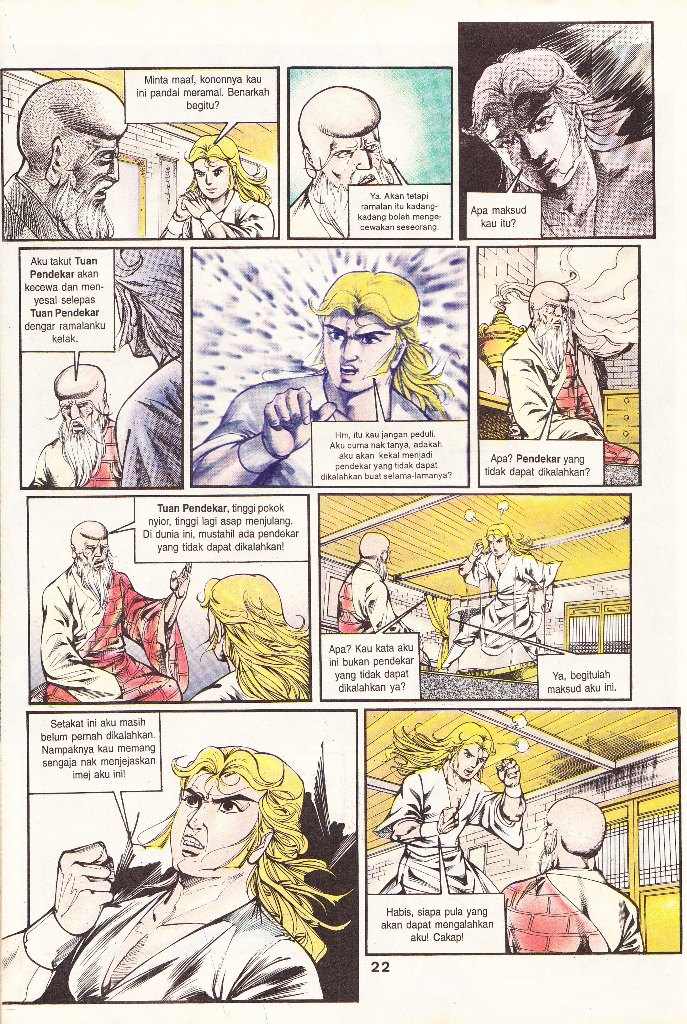 Minta maaf, kononnya kau
ini pandai meramal. Benarkah
begitu?
Ya. Akan tetapi
ramalan itu kadang-
kadang boleh menge-
cewakan seseorang.
Apa maksud
kau itu?
Aku takut Tuan
Pendekar akan
kecewa dan men-
yesal selepas
Tuan Pendekar
dengar ramalanku
kelak.
Hm, itu kau jangan peduli.
Aku cuma nak tanya, adakah
aku akan kekal menjadi
pendekar yang tidak dapat
dikalahkan buat selama-lamanya?
Apa? Pendekar yang
tidak dapat dikalahkan?
Tuan Pendekar, tinggi pokok
nyior, tinggi lagi asap menjulang.
Di dunia ini, mustahil ada pendekar
yang tidak dapat dikalahkan!
Apa? Kau kata aku
ini bukan pendekar
yang tidak dapat
dikalahkan ya?
Ya, begitulah
maksud aku ini.
Setakat ini aku masih
belum pernah dikalahkan.
Nampaknya kau memang
sengaja nak menjejaskan
imej aku ini!
Habis, siapa pula yang
akan dapat mengalahkan
aku! Cakap!
22